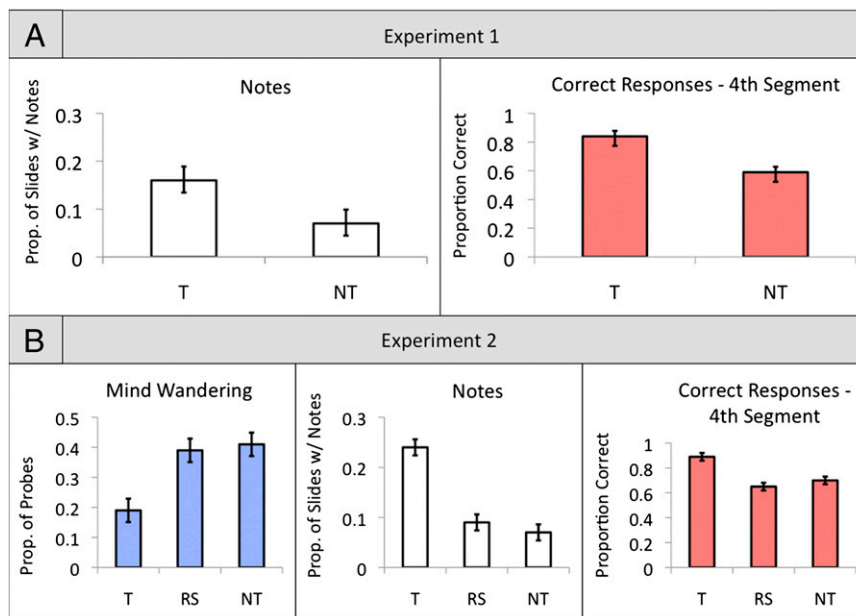 A
Experiment 1
Notes
Prop. of Slides w/ Notes
0.3
0.2
0.1
0
T
NT
Correct Responses - 4th Segment
Proportion Correct
1
0.8
0.6
0.4
0.2
0
T
NT
B
Experiment 2
Mind Wandering
Prop. of Probes
0.5
0.4
0.3
0.2
0.1
0
T
RS
NT
Notes
Prop. of Slides w/ Notes
0.3
0.2
0.1
0
T
RS
NT
Correct Responses -
4th Segment
Proportion Correct
1
0.8
0.6
0.4
0.2
0
T
RS
NT